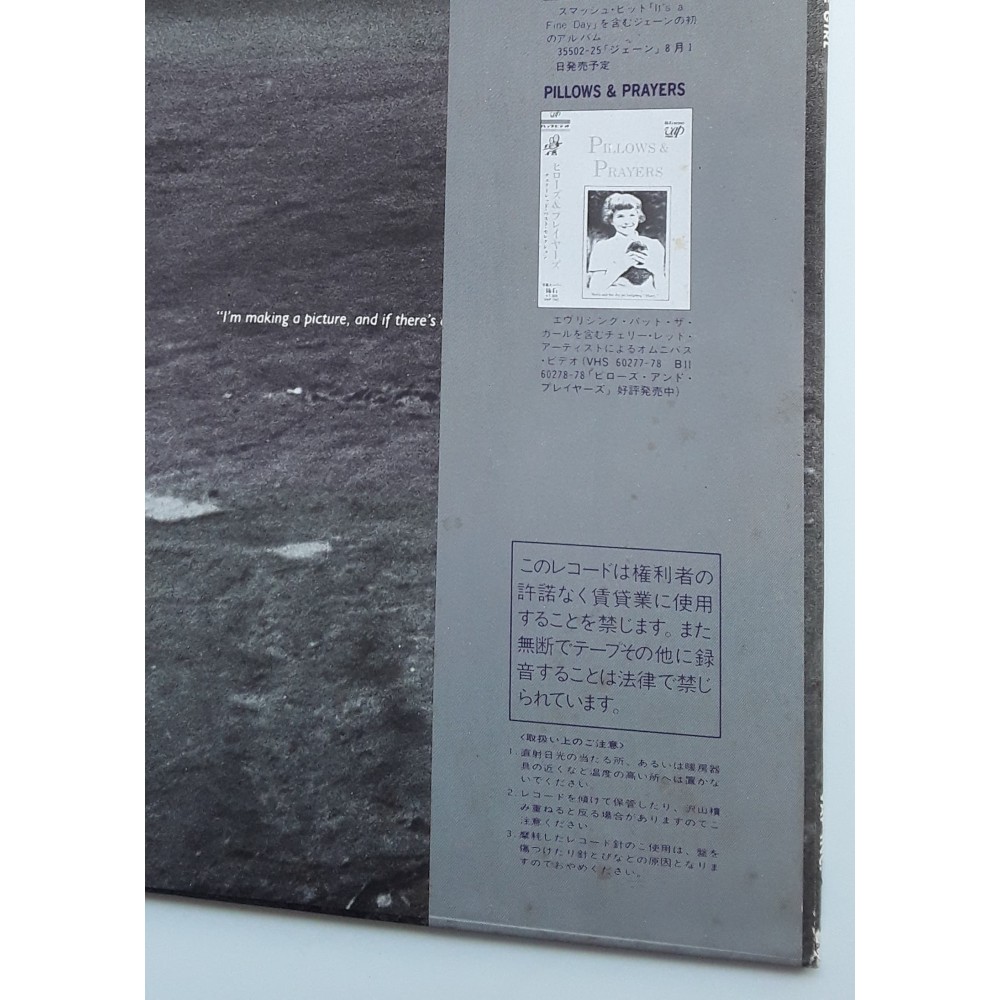 スマッシュ・ヒット「It's a
Fine Day」を含むジェーンの初
のアルバム
35502-25「ジェーン」8月1
日発売予定
PILLOWS & PRAYERS
PILLOWS &
PRAYERS
ピローズ&プレイヤーズ
エヴリシング・バット・ザ・
ガールを含むチェリー・レット・
アーティストによるオムニバス
・ビデオ(VHS 60277-78 BII
60278-78「ピローズ・アンド・
プレイヤーズ」好評発売中)
"I'm making a picture, and if there's
このレコードは権利者の
許諾なく賃貸業に使用
することを禁じます。また
無断でテープその他に録
音することは法律で禁じ
られています。
〈取扱い上のご注意〉
1. 直射日光の当たる所、あるいは暖房器
具の近くなど温度の高い所へは置かな
いでください。
2. レコードを傾けて保管したり、沢山積
み重ねると反る場合がありますのでご
注意ください。
3. 摩耗したレコード針のご使用は、盤を
傷つけたり針とびなどの原因となりま
すのでおやめください。